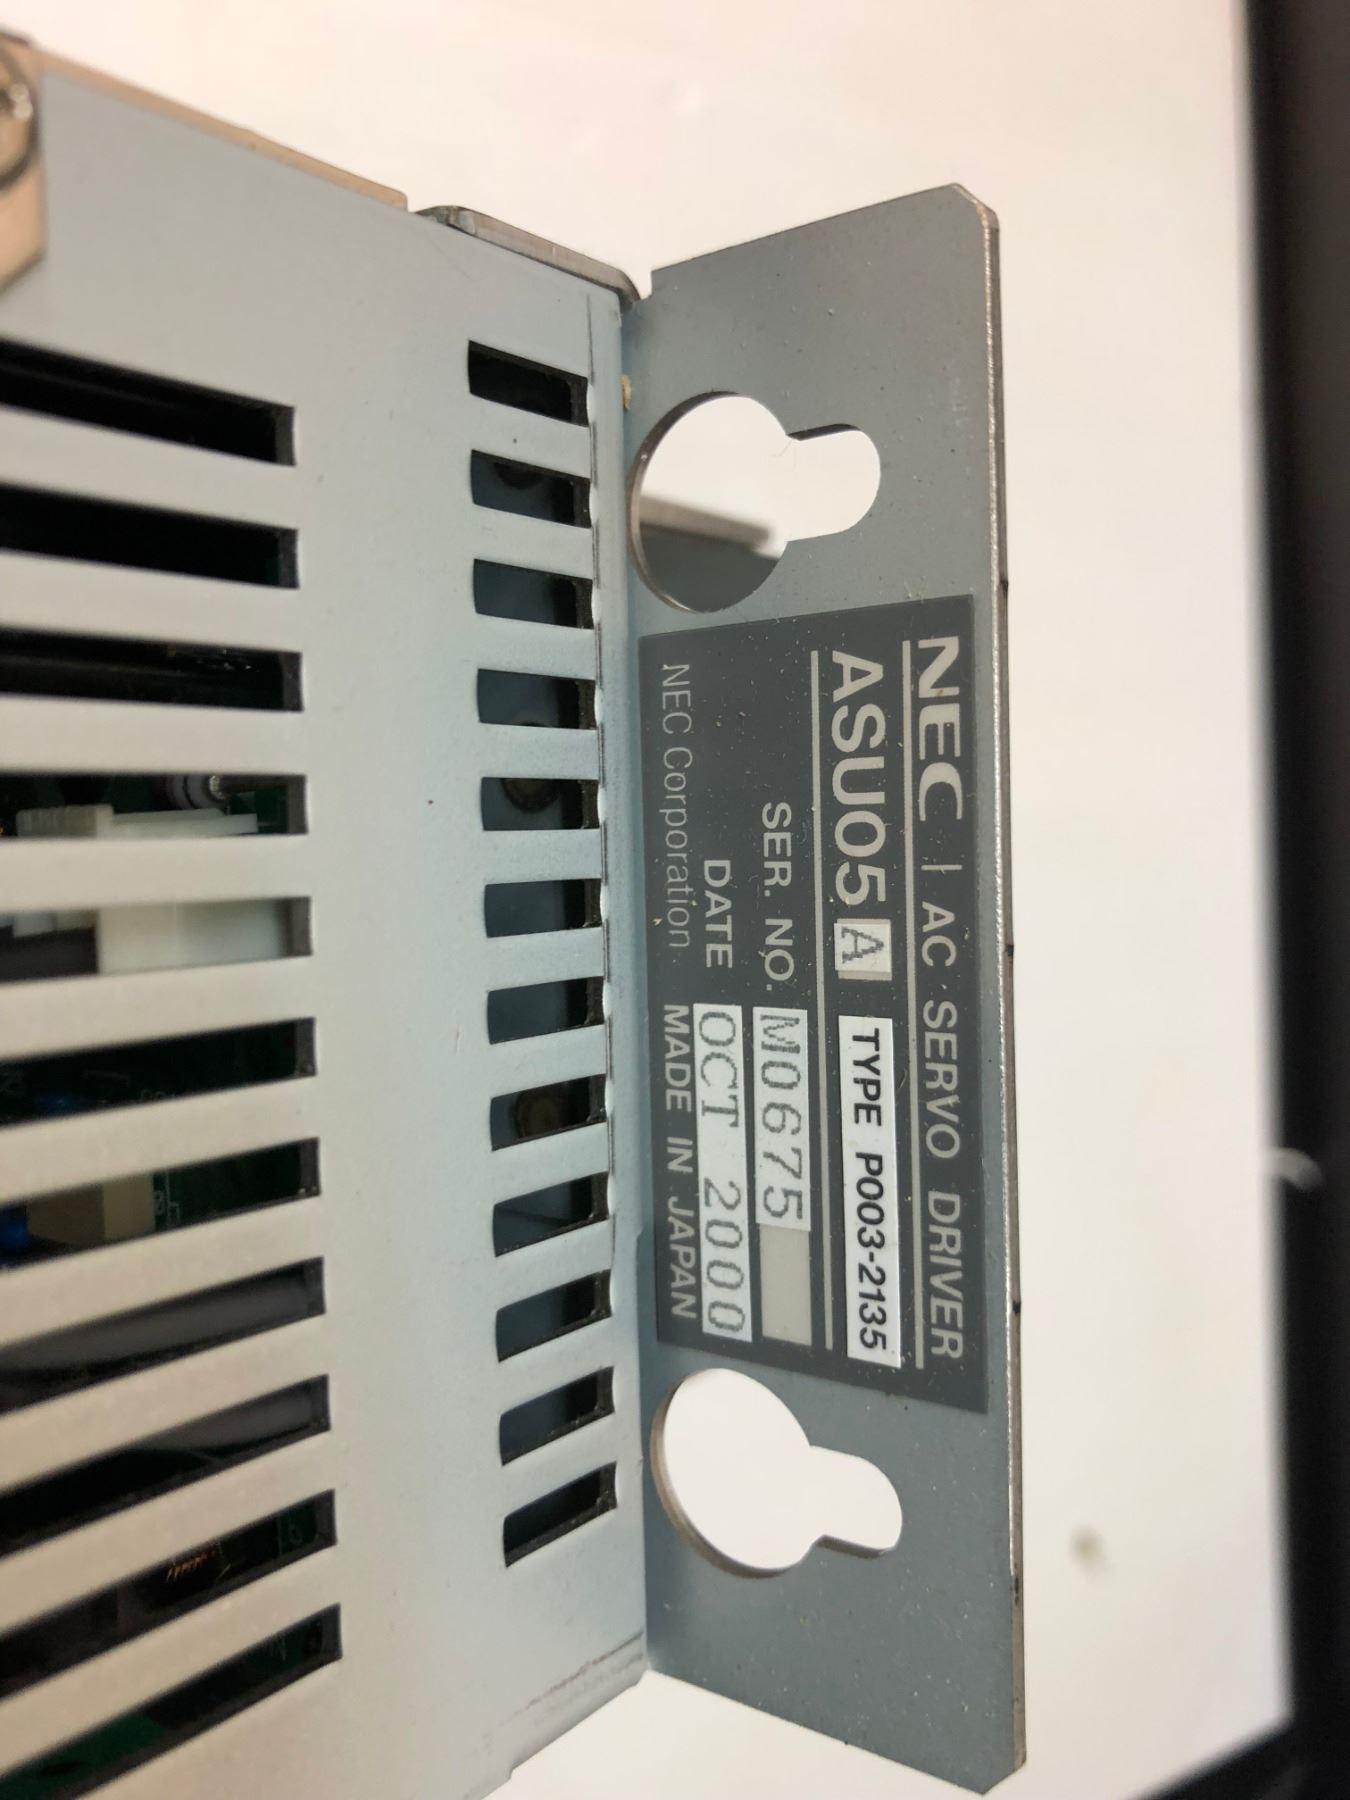 NEC | AC SERVO DRIVER
ASU05 A TYPE P003-2135
SER. NO. M0675
DATE OCT 2000
NEC Corporation MADE IN JAPAN